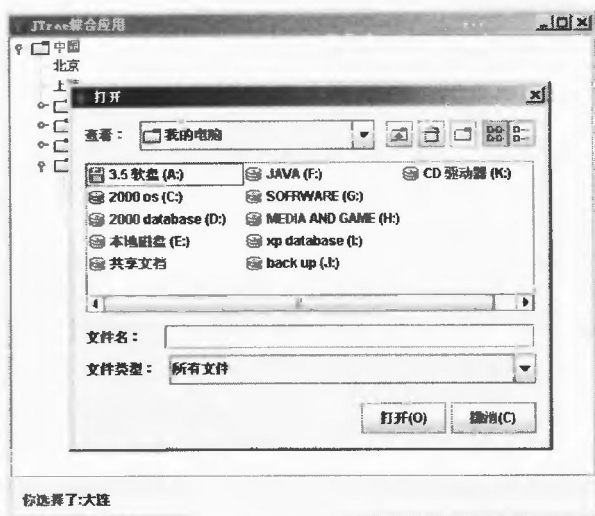 JTree综合应用
中国
北京
上海
打开
查看：
我的电脑
3.5 软盘 (A:)
2000 os (C:)
2000 database (D:)
本地磁盘 (E:)
共享文档
JAVA (F:)
SOFRWARE (G:)
MEDIA AND GAME (H:)
xp database (I:)
back up (J:)
CD 驱动器 (K:)
文件名：
文件类型：
所有文件
打开(O)
撤消(C)
你选择了:大连